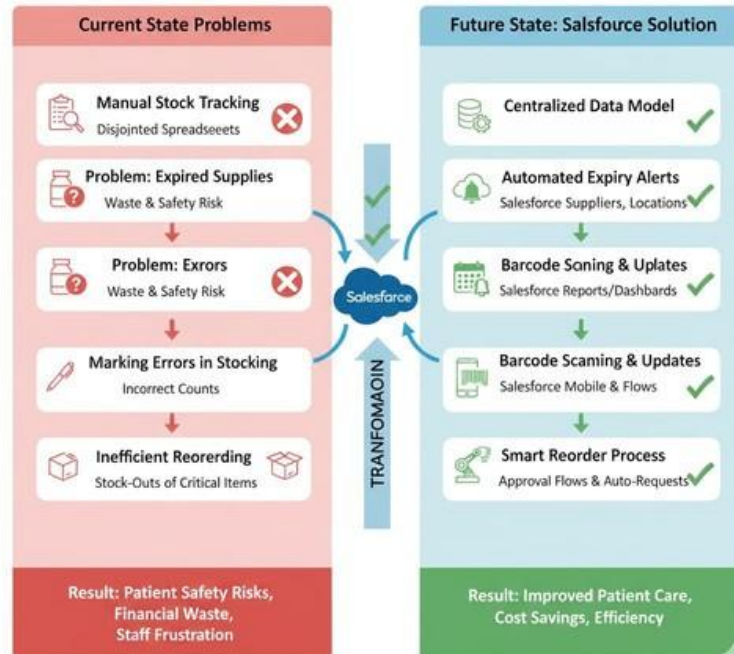 Current State Problems
Manual Stock Tracking
Disjointed Spreadseeets
Problem: Expired Supplies
Waste & Safety Risk
Problem: Exrors
Waste & Safety Risk
Marking Errors in Stocking
Incorrect Counts
Inefficient Reorerding
Stock-Outs of Critical Items
Result: Patient Safety Risks,
Financial Waste,
Staff Frustration
Salesfarce
TRANFOMAOIN
Future State: Salsfource Solution
Centralized Data Model
Automated Expiry Alerts
Salesforce Suppliers, Locations
Barcode Soning & Uplates
Salesforce Reports/Dashbards
Barcode Scaming & Updates
Salesforce Mobile & Flows
Smart Reorder Process
Approval Flows & Auto-Requests
Result: Improved Patient Care,
Cost Savings, Efficiency